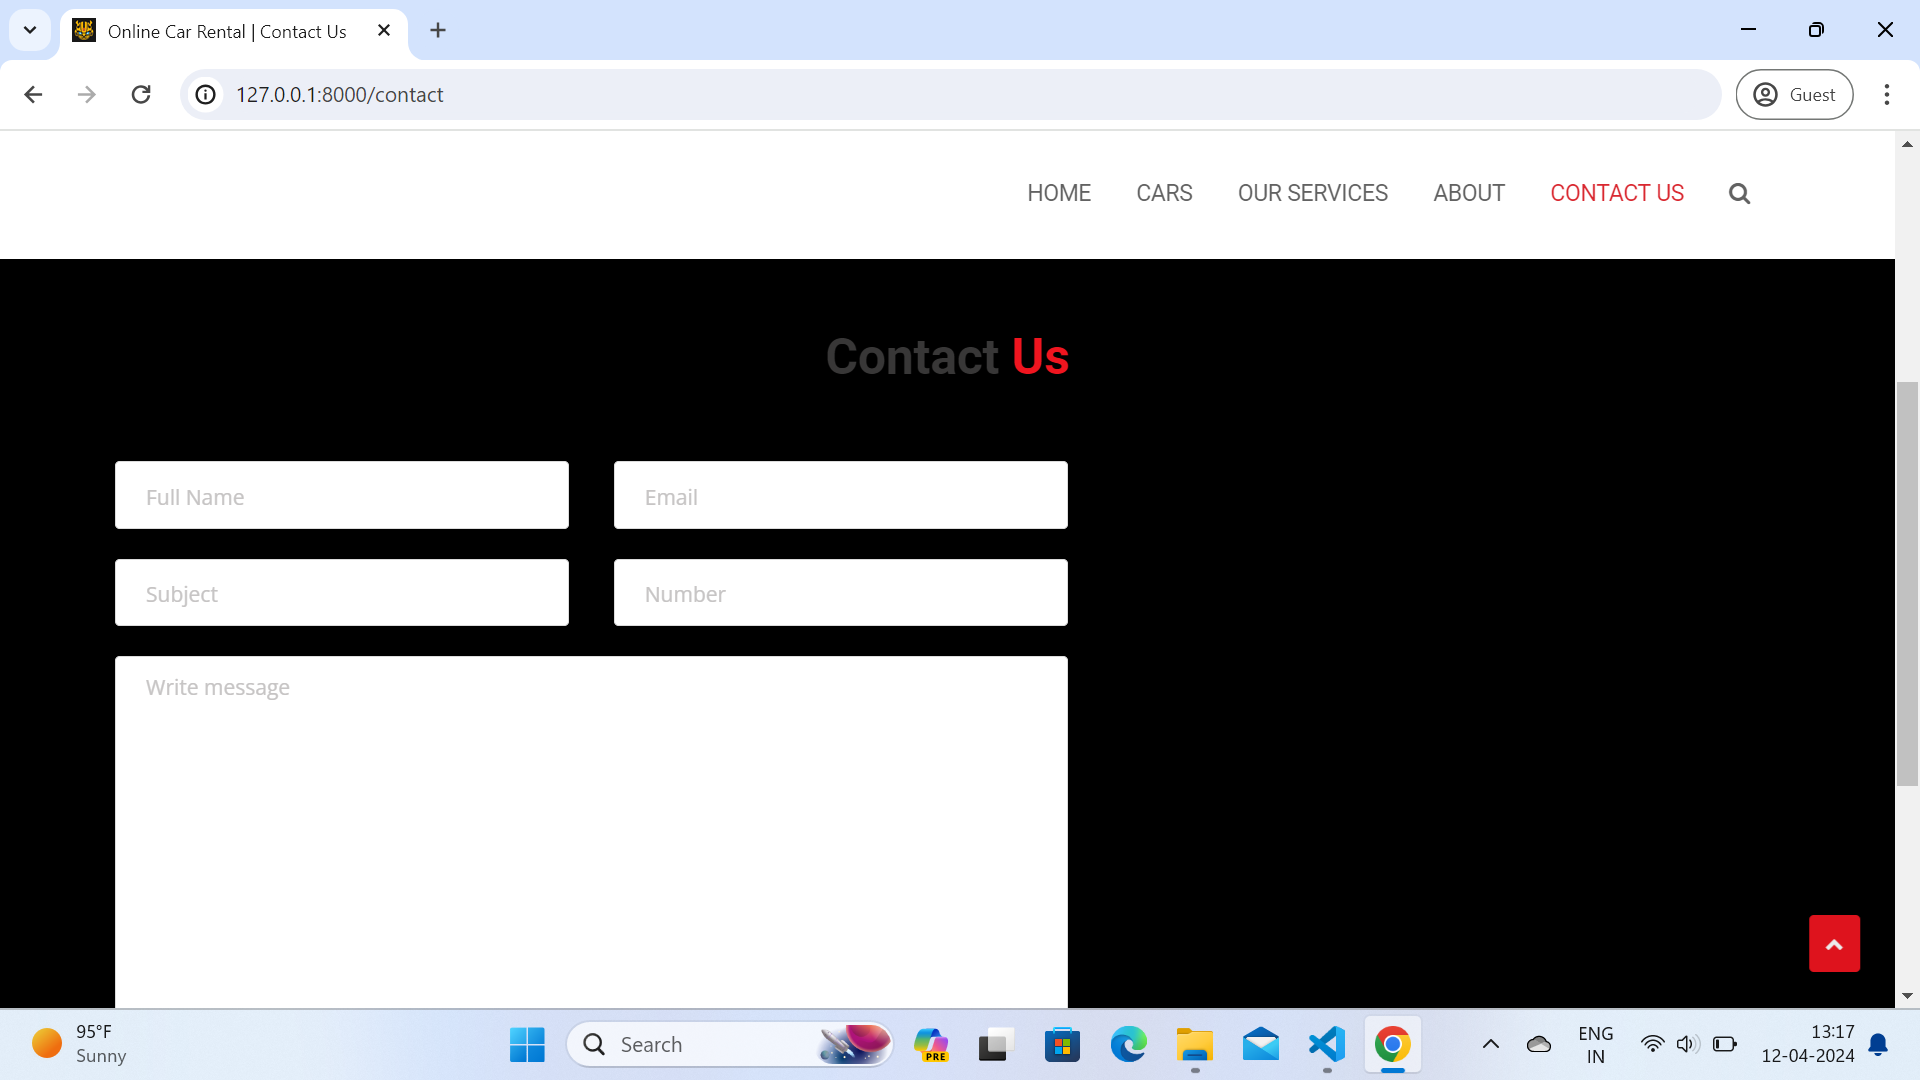 Online Car Rental | Contact Us
127.0.0.1:8000/contact
Guest
HOME CARS OUR SERVICES ABOUT CONTACT US
Contact Us
Full Name Email
Subject Number
Write message
95°F
Sunny
Search
PRE
ENG
IN
13:17
12-04-2024